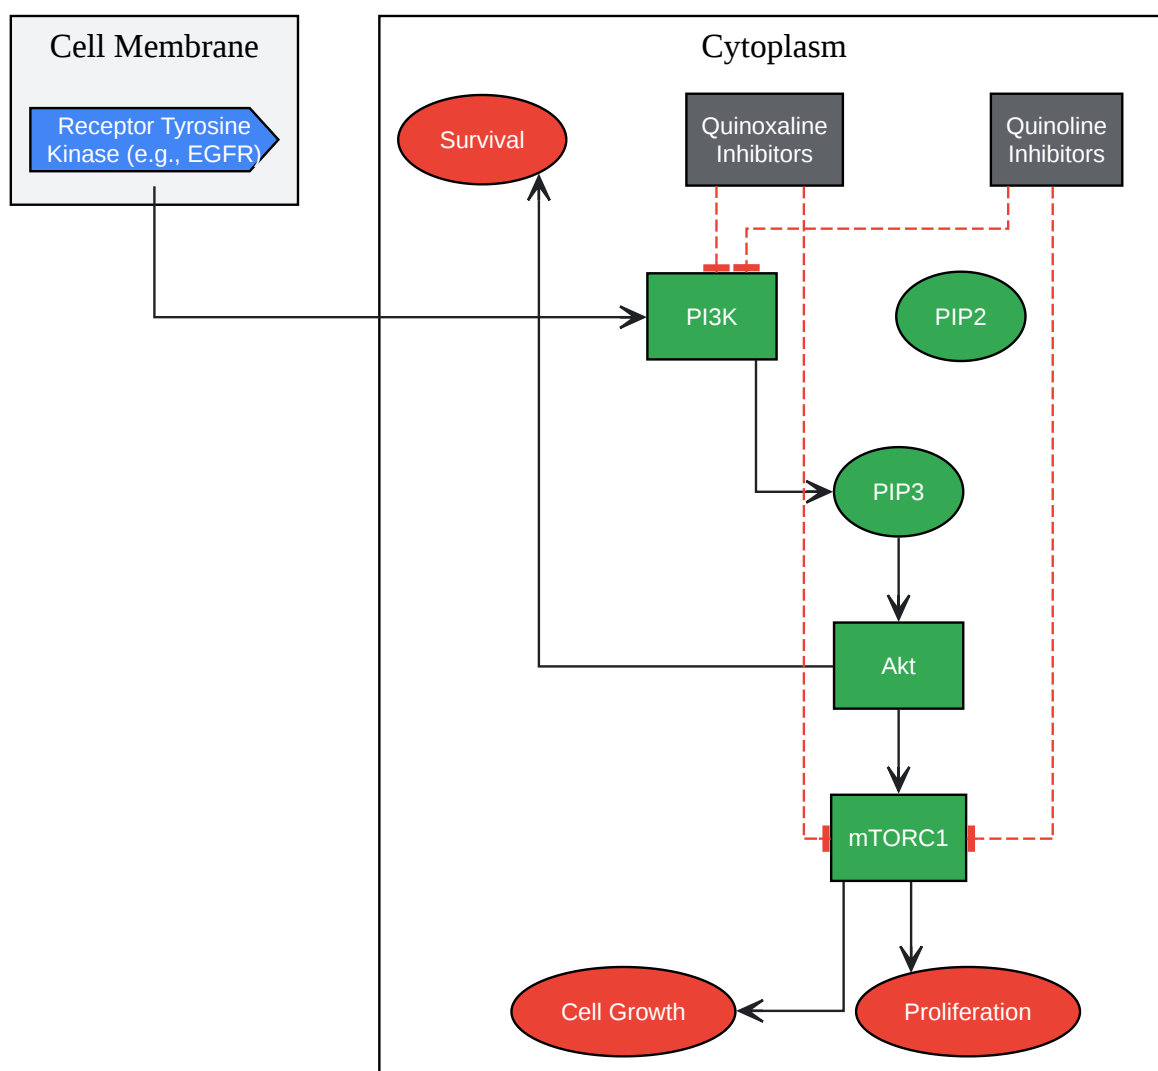 Cell Membrane
Receptor Tyrosine
Kinase (e.g., EGFR)
Cytoplasm
Survival
Quinoxaline
Inhibitors
Quinoline
Inhibitors
PI3K
PIP2
PIP3
Akt
mTORC1
Cell Growth
Proliferation